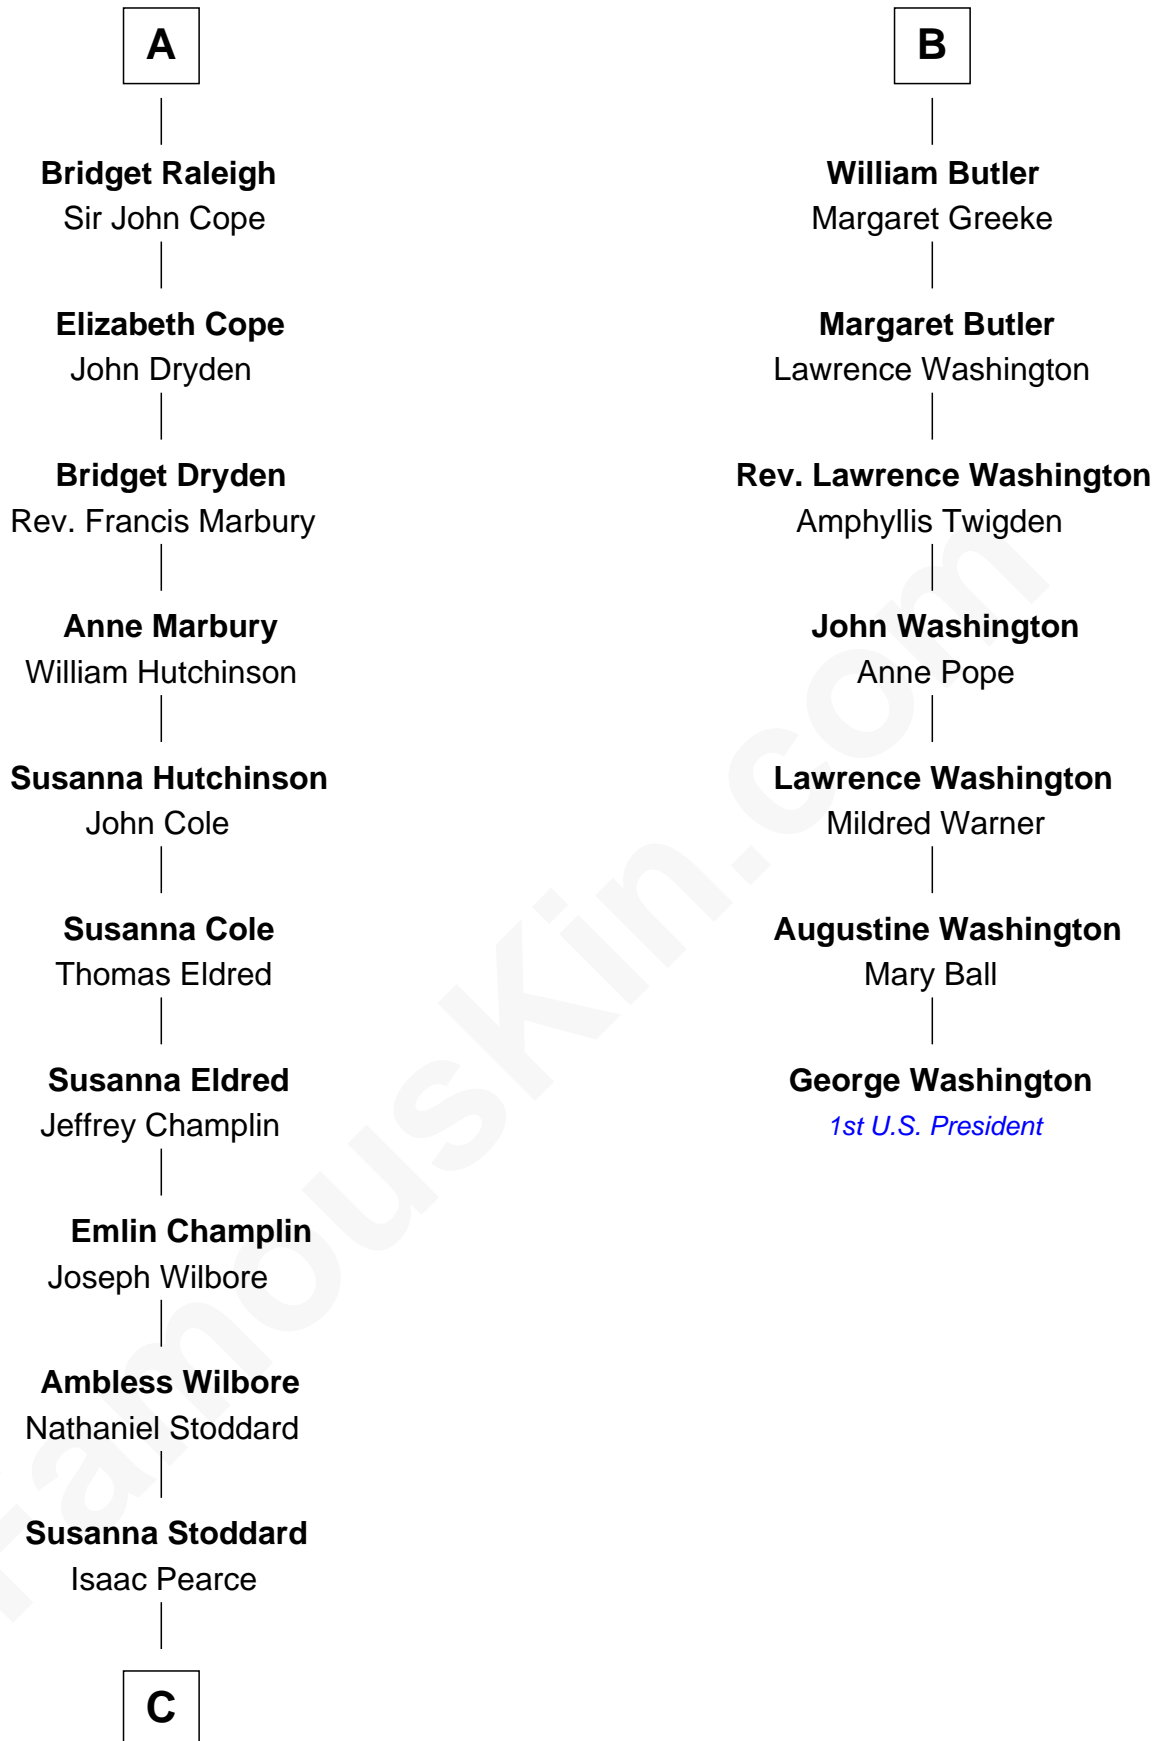 A
Bridget Raleigh
Sir John Cope
Elizabeth Cope
John Dryden
Bridget Dryden
Rev. Francis Marbury
Anne Marbury
William Hutchinson
Susanna Hutchinson
John Cole
Susanna Cole
Thomas Eldred
Susanna Eldred
Jeffrey Champlin
Emlin Champlin
Joseph Wilbore
Ambless Wilbore
Nathaniel Stoddard
Susanna Stoddard
Isaac Pearce
C
B
William Butler
Margaret Greeke
Margaret Butler
Lawrence Washington
Rev. Lawrence Washington
Amphyllis Twigden
John Washington
Anne Pope
Lawrence Washington
Mildred Warner
Augustine Washington
Mary Ball
George Washington
1st U.S. President
FamousKin.com